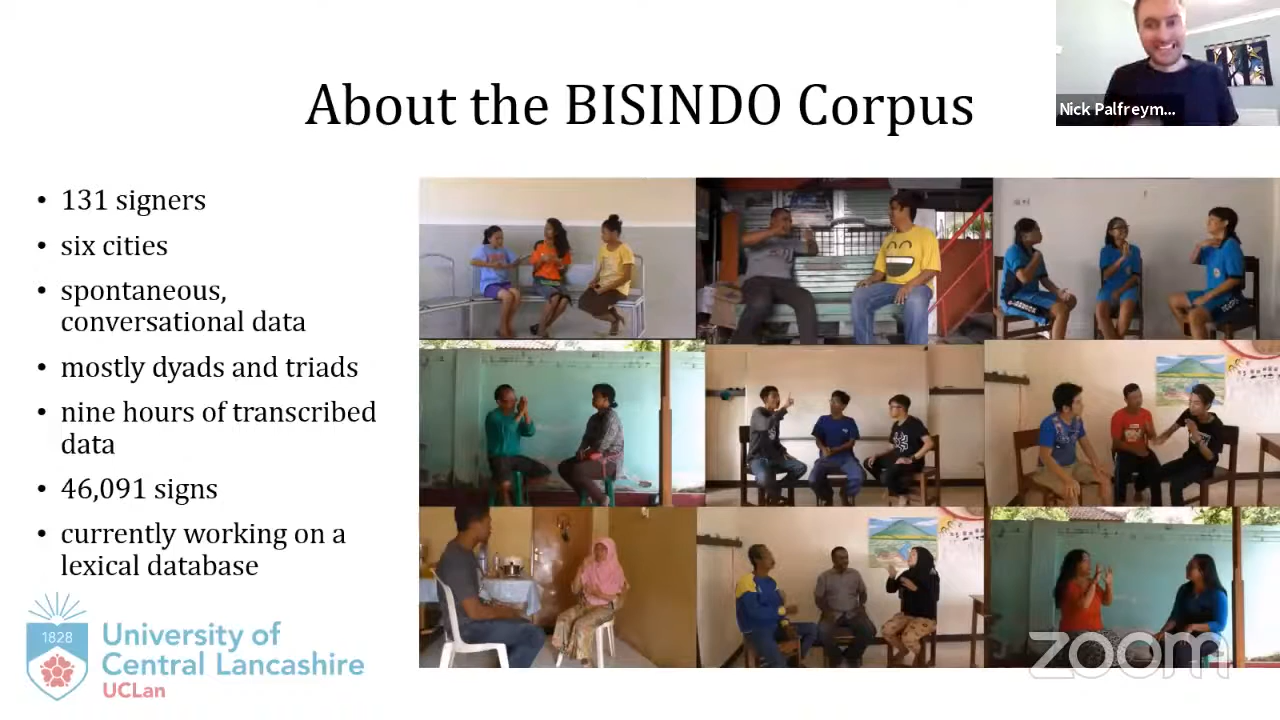 About the BISINDO Corpus
Nick Palfreym...
• 131 signers
• six cities
• spontaneous,
conversational data
• mostly dyads and triads
• nine hours of transcribed
data
• 46,091 signs
• currently working on a
lexical database
1828
University of
Central Lancashire
UCLan
zoom